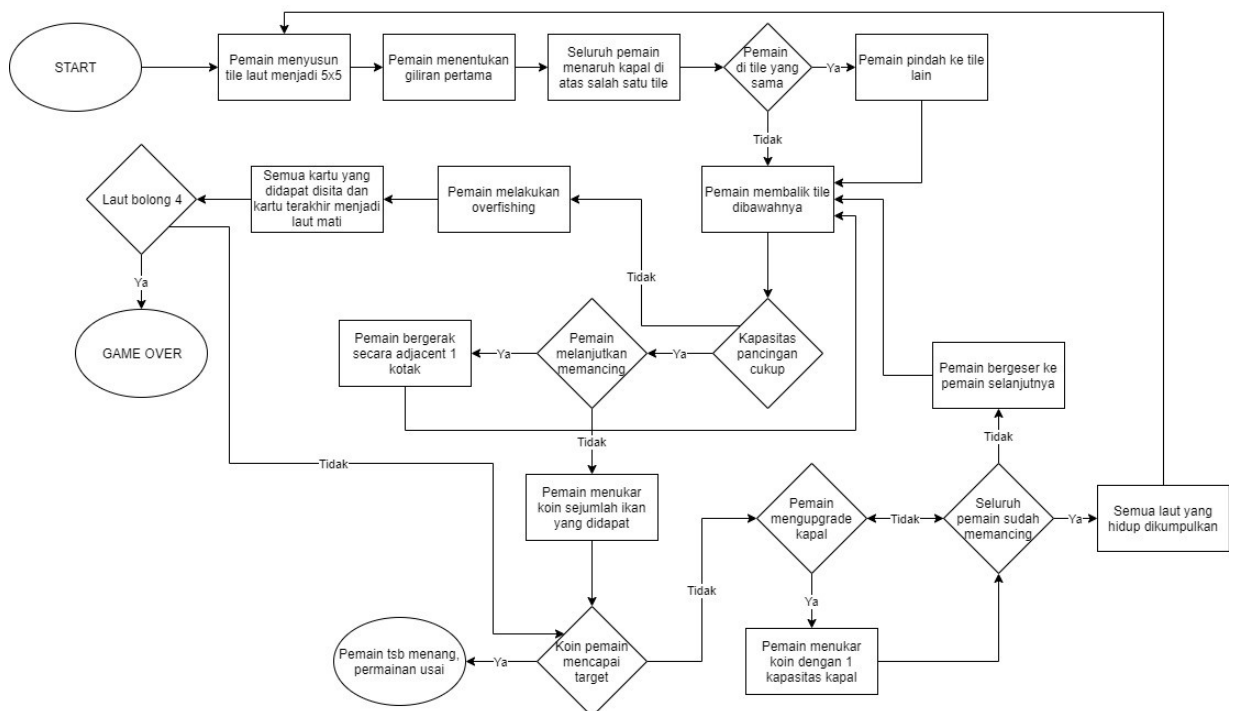 START
Pemain menyusun
tile laut menjadi 5x5
Pemain menentukan
giliran pertama
Seluruh pemain
menaruh kapal di
atas salah satu tile
Pemain
di tile yang
sama
Ya
Pemain pindah ke tile
lain
Tidak
Laut bolong 4
Semua kartu yang
didapat disita dan
kartu terakhir menjadi
laut mati
Pemain melakukan
overfishing
Pemain membalik tile
dibawahnya
Ya
Tidak
GAME OVER
Pemain bergerak
secara adjacent 1
kotak
Ya
Pemain
melanjutkan
memancing
Ya
Kapasitas
pancingan
cukup
Pemain bergeser ke
pemain selanjutnya
Tidak
Tidak
Tidak
Pemain menukar
koin sejumlah ikan
yang didapat
Pemain
mengupgrade
kapal
Tidak
Seluruh
pemain sudah
memancing
Ya
Semua laut yang
hidup dikumpulkan
Tidak
Ya
Pemain tsb menang,
permainan usai
Ya
Koin pemain
mencapai
target
Pemain menukar
koin dengan 1
kapasitas kapal